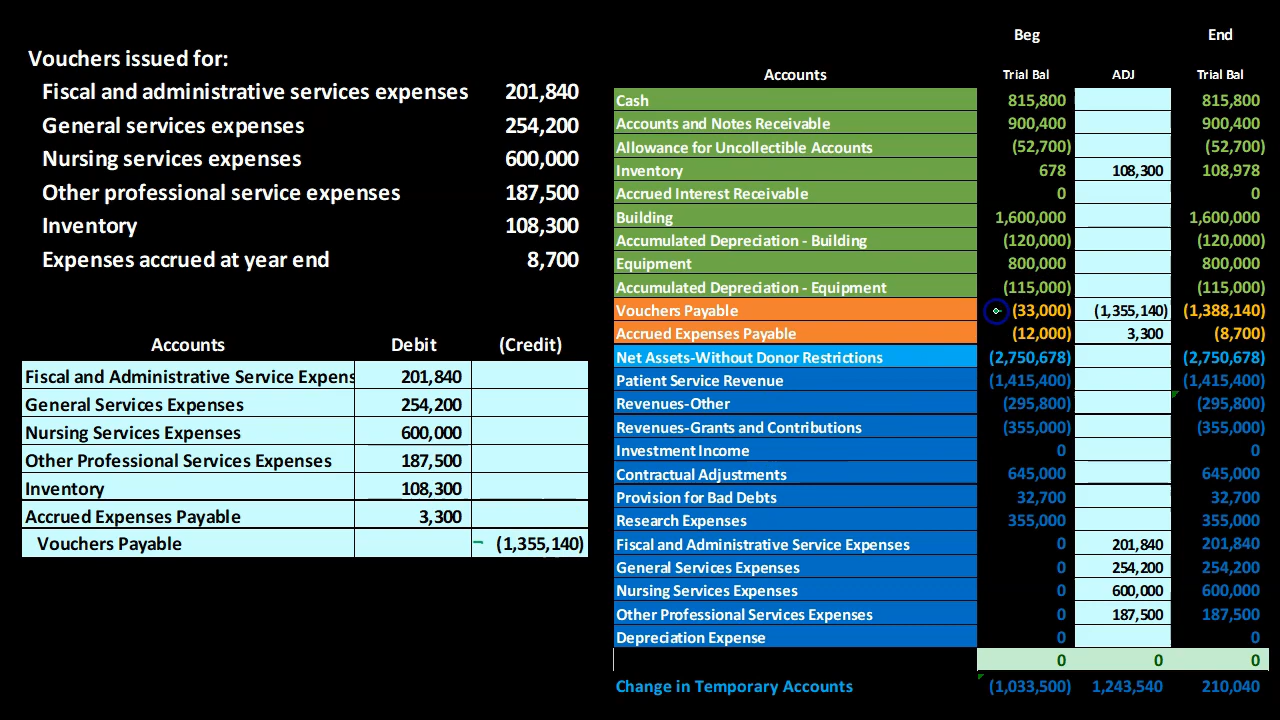 Vouchers issued for:
Fiscal and administrative services expenses 201,840
General services expenses 254,200
Nursing services expenses 600,000
Other professional service expenses 187,500
Inventory 108,300
Expenses accrued at year end 8,700
Accounts Debit (Credit)
Fiscal and Administrative Service Expens 201,840
General Services Expenses 254,200
Nursing Services Expenses 600,000
Other Professional Services Expenses 187,500
Inventory 108,300
Accrued Expenses Payable 3,300
Vouchers Payable (1,355,140)
Beg End
Accounts Trial Bal ADJ Trial Bal
Cash 815,800 815,800
Accounts and Notes Receivable 900,400 900,400
Allowance for Uncollectible Accounts (52,700) (52,700)
Inventory 678 108,300 108,978
Accrued Interest Receivable 0 0
Building 1,600,000 1,600,000
Accumulated Depreciation - Building (120,000) (120,000)
Equipment 800,000 800,000
Accumulated Depreciation - Equipment (115,000) (115,000)
Vouchers Payable (33,000) (1,355,140) (1,388,140)
Accrued Expenses Payable (12,000) 3,300 (8,700)
Net Assets-Without Donor Restrictions (2,750,678) (2,750,678)
Patient Service Revenue (1,415,400) (1,415,400)
Revenues-Other (295,800) (295,800)
Revenues-Grants and Contributions (355,000) (355,000)
Investment Income 0 0
Contractual Adjustments 645,000 645,000
Provision for Bad Debts 32,700 32,700
Research Expenses 355,000 355,000
Fiscal and Administrative Service Expenses 0 201,840 201,840
General Services Expenses 0 254,200 254,200
Nursing Services Expenses 0 600,000 600,000
Other Professional Services Expenses 0 187,500 187,500
Depreciation Expense 0 0
0 0 0
Change in Temporary Accounts (1,033,500) 1,243,540 210,040